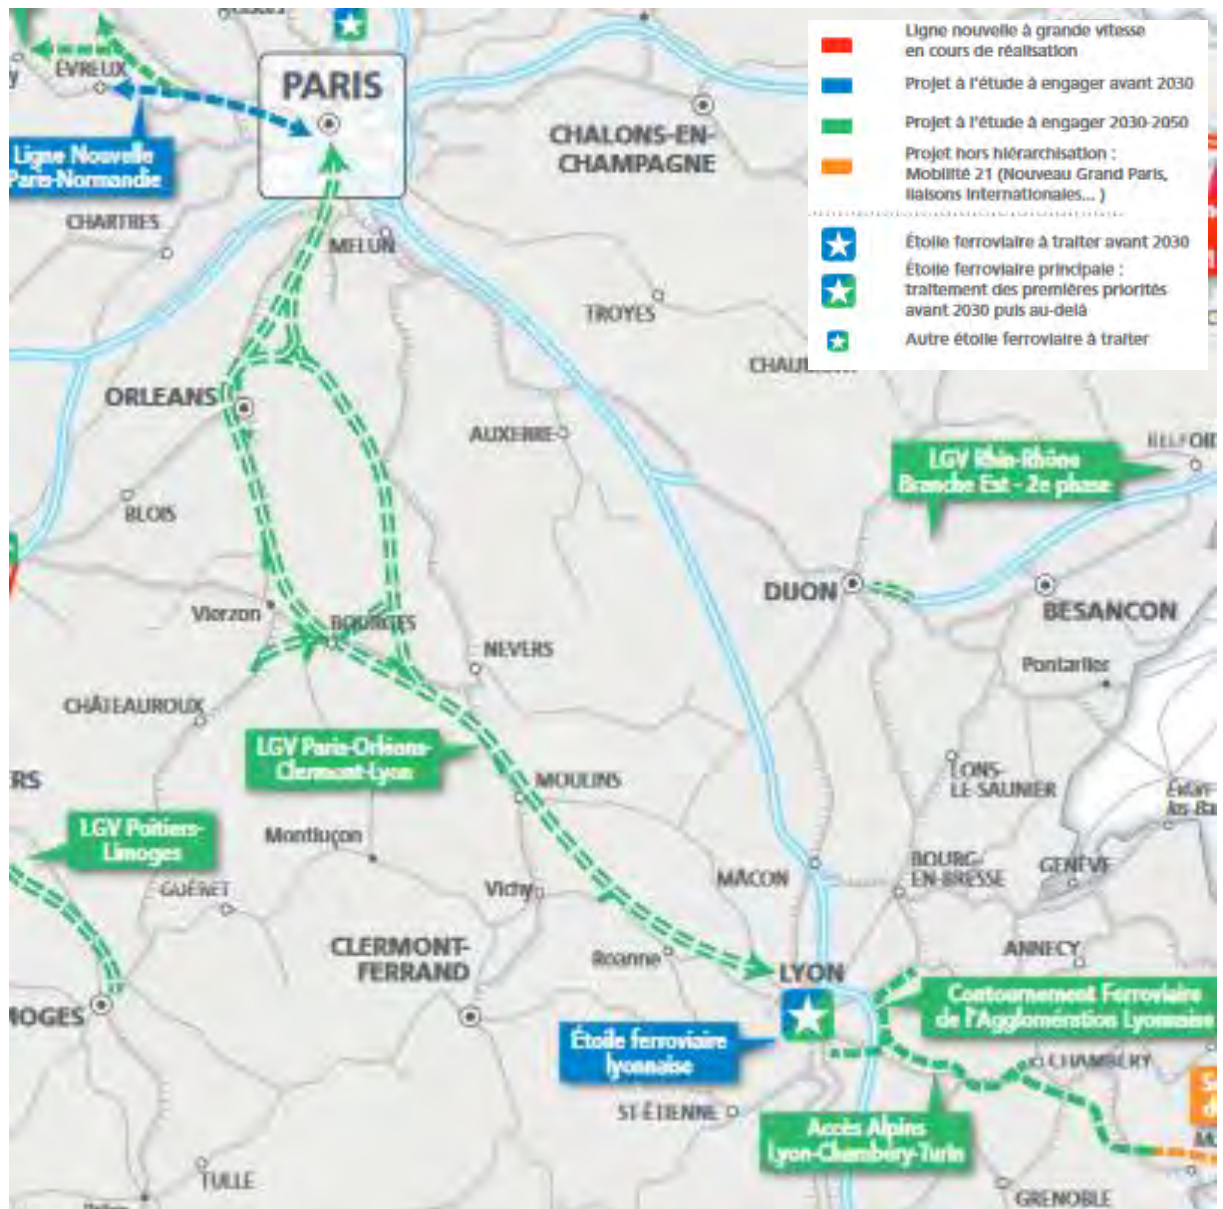 PARIS
EVREUX
Ligne Nouvelle
Paris-Normandie
CHALONS-EN-
CHAMPAGNE
Ligne nouvelle à grande vitesse
en cours de réalisation
Projet à l'étude à engager avant 2030
Projet à l'étude à engager 2030-2050
Projet hors hiérarchisation :
Mobilité 21 (Nouveau Grand Paris,
liaisons internationales... )
Étoile ferroviaire à traiter avant 2030
Étoile ferroviaire principale :
traitement des premières priorités
avant 2030 puis au-delà
Autre étoile ferroviaire à traiter
CHARTRES
MELUN
TROYES
ORLEANS
AUXERRE
BLOIS
LGV Rhin-Rhône
Branche Est - 2e phase
DIJON
BESANCON
Vierzon
BOURGES
NEVERS
Pontarlier
CHÂTEAUROUX
LGV Paris-Orléans-
Clermont-Lyon
MOULINS
LONS-
LE SAUNIER
ERS
LGV Poitiers-
Limoges
Montluçon
GUÉRET
Vichy
MÂCON
BOURG-
EN-BRESSE
GENÈVE
CLERMONT-
FERRAND
Roanne
LYON
ANNECY
Contournement Ferroviaire
de l'Agglomération Lyonnaise
OGES
Étoile ferroviaire
lyonnaise
CHAMBÉRY
ST-ÉTIENNE
Accès Alpins
Lyon-Chambéry-Turin
TULLE
GRENOBLE